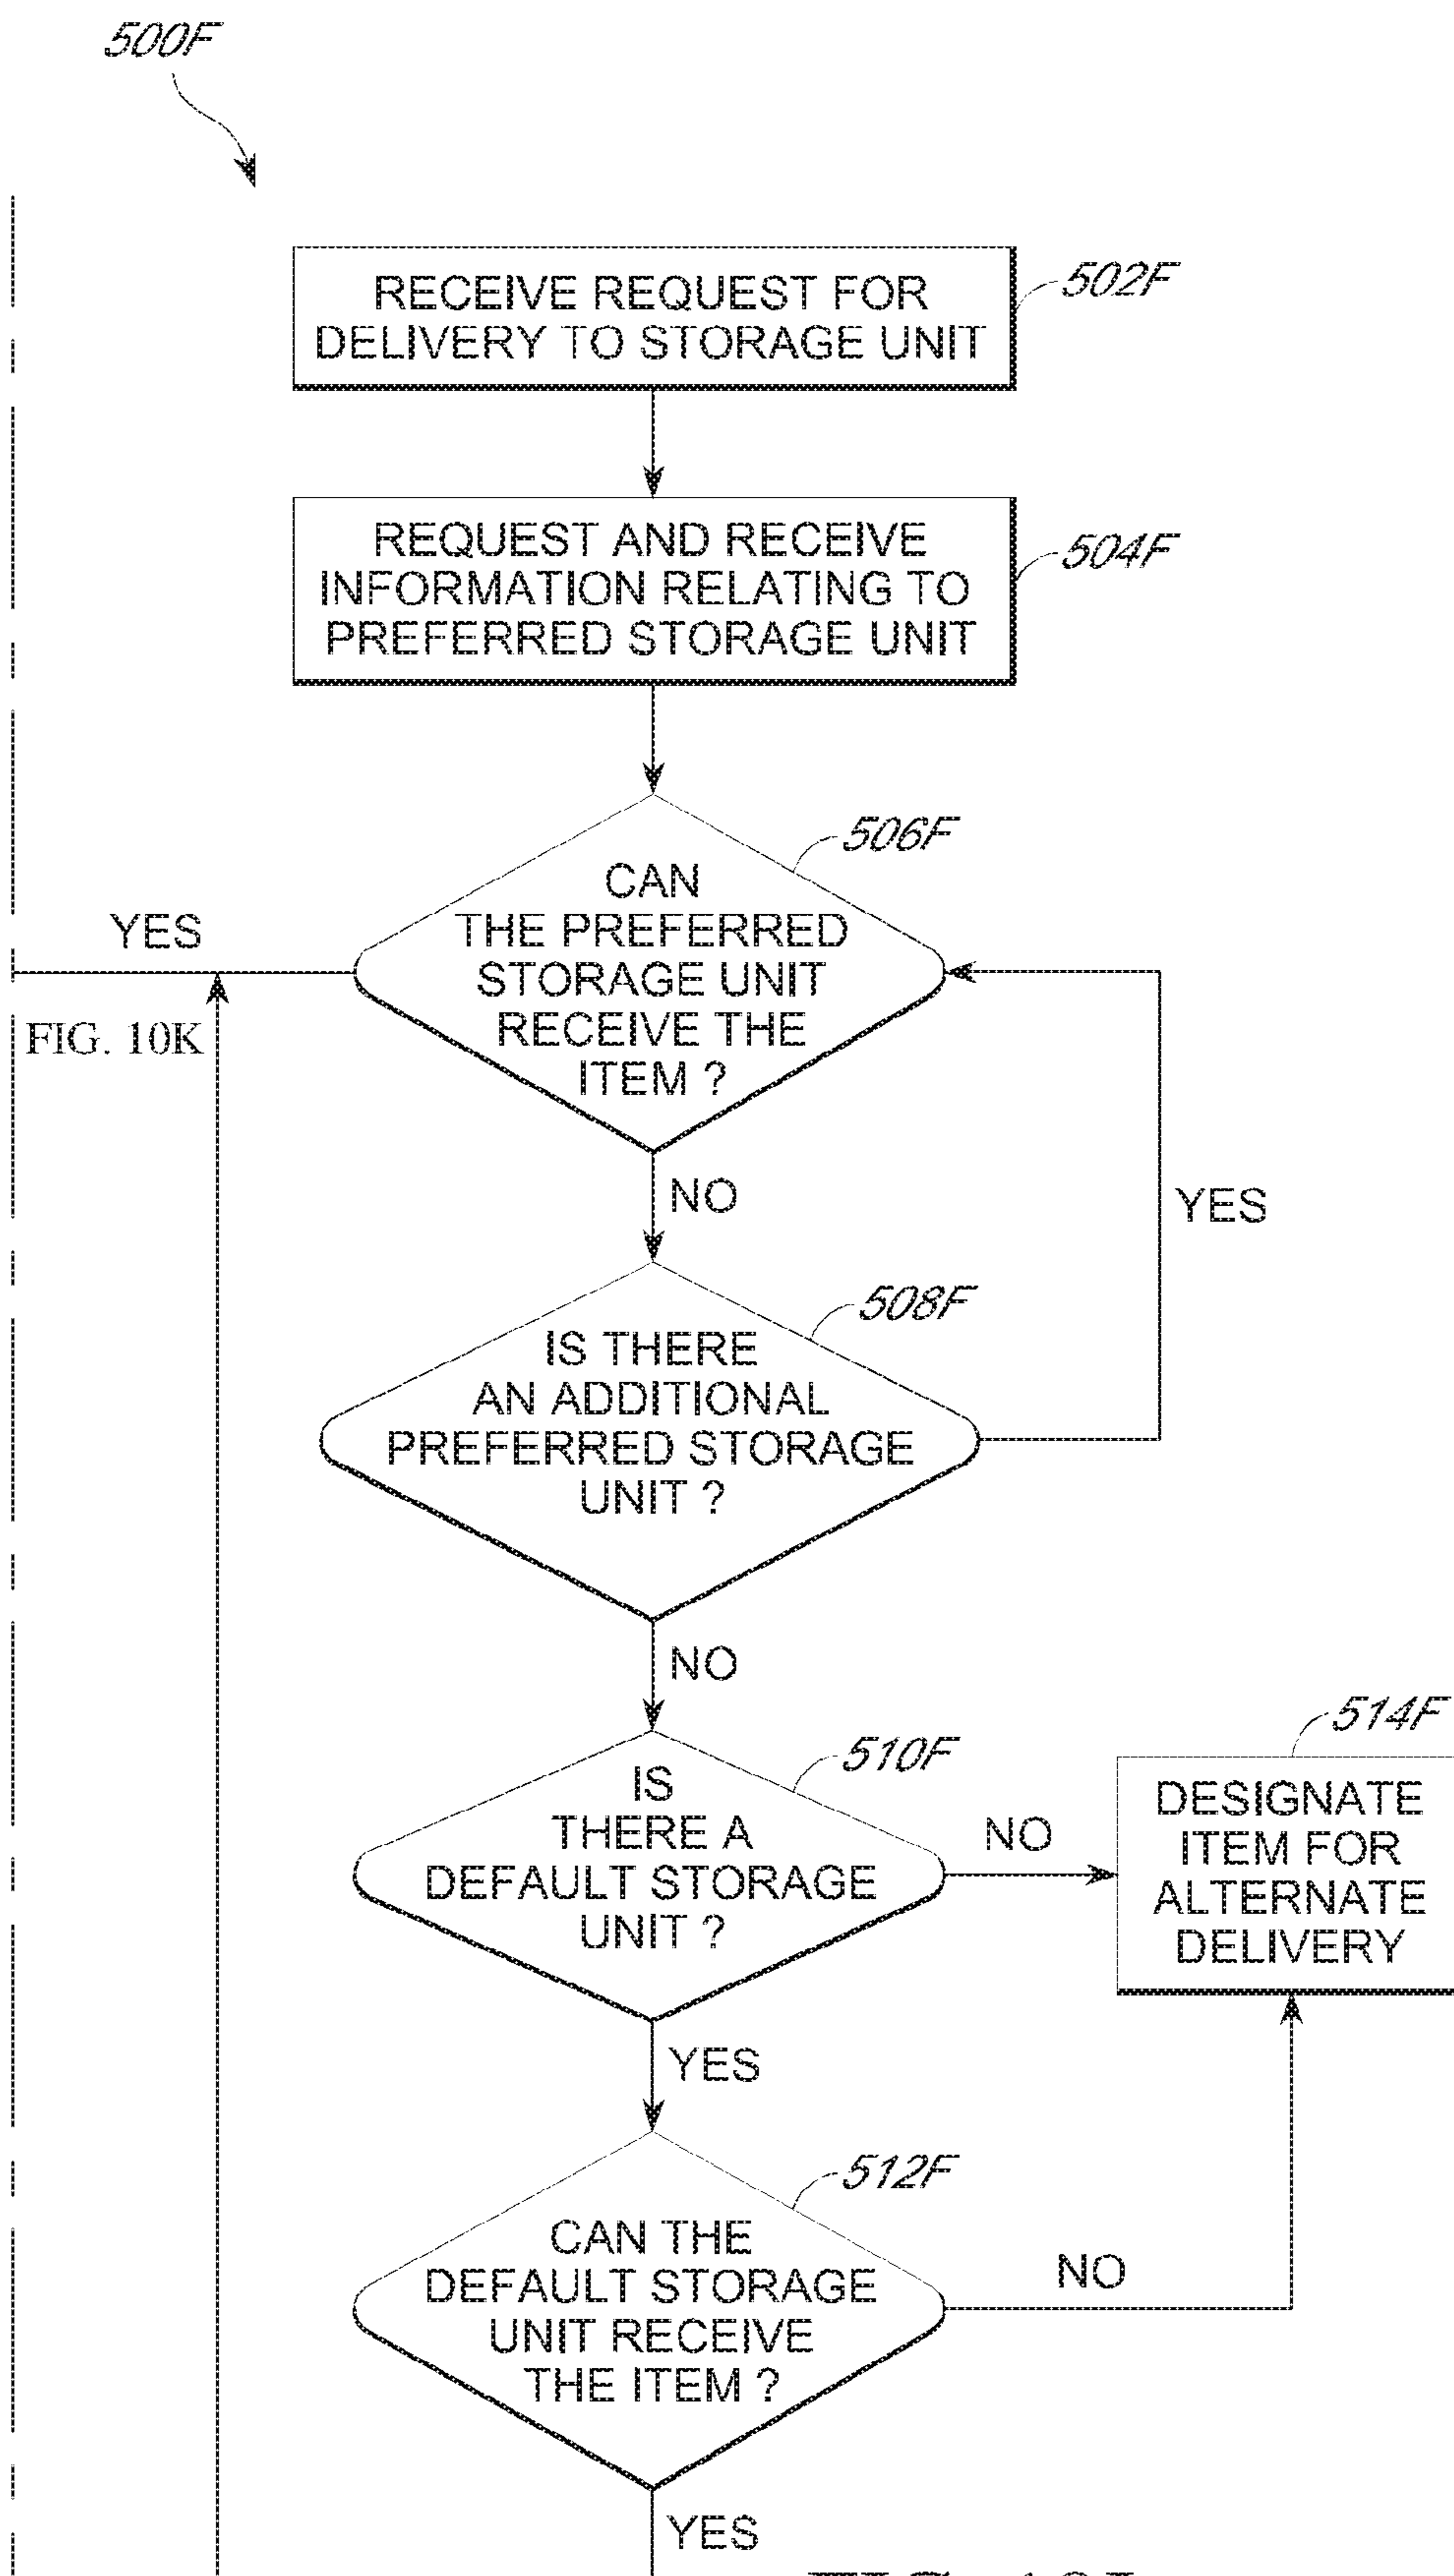 500F
RECEIVE REQUEST FOR
DELIVERY TO STORAGE UNIT
502F
REQUEST AND RECEIVE
INFORMATION RELATING TO
PREFERRED STORAGE UNIT
504F
506F
CAN
THE PREFERRED
STORAGE UNIT
RECEIVE THE
ITEM ?
YES
FIG. 10K
NO
YES
508F
IS THERE
AN ADDITIONAL
PREFERRED STORAGE
UNIT ?
NO
510F
IS
THERE A
DEFAULT STORAGE
UNIT ?
NO
514F
DESIGNATE
ITEM FOR
ALTERNATE
DELIVERY
YES
512F
CAN THE
DEFAULT STORAGE
UNIT RECEIVE
THE ITEM ?
NO
YES